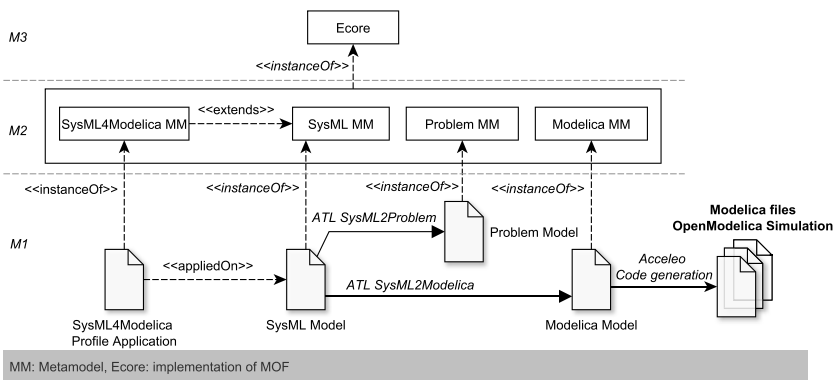 M3
Ecore
<<instanceOf>>
M2
SysML4Modelica MM
<<extends>>
SysML MM
Problem MM
Modelica MM
<<instanceOf>>
<<instanceOf>>
<<instanceOf>>
<<instanceOf>>
M1
ATL SysML2Problem
Problem Model
Modelica files
OpenModelica Simulation
<<appliedOn>>
ATL SysML2Modelica
Acceleo
Code generation
SysML4Modelica
Profile Application
SysML Model
Modelica Model
MM: Metamodel, Ecore: implementation of MOF